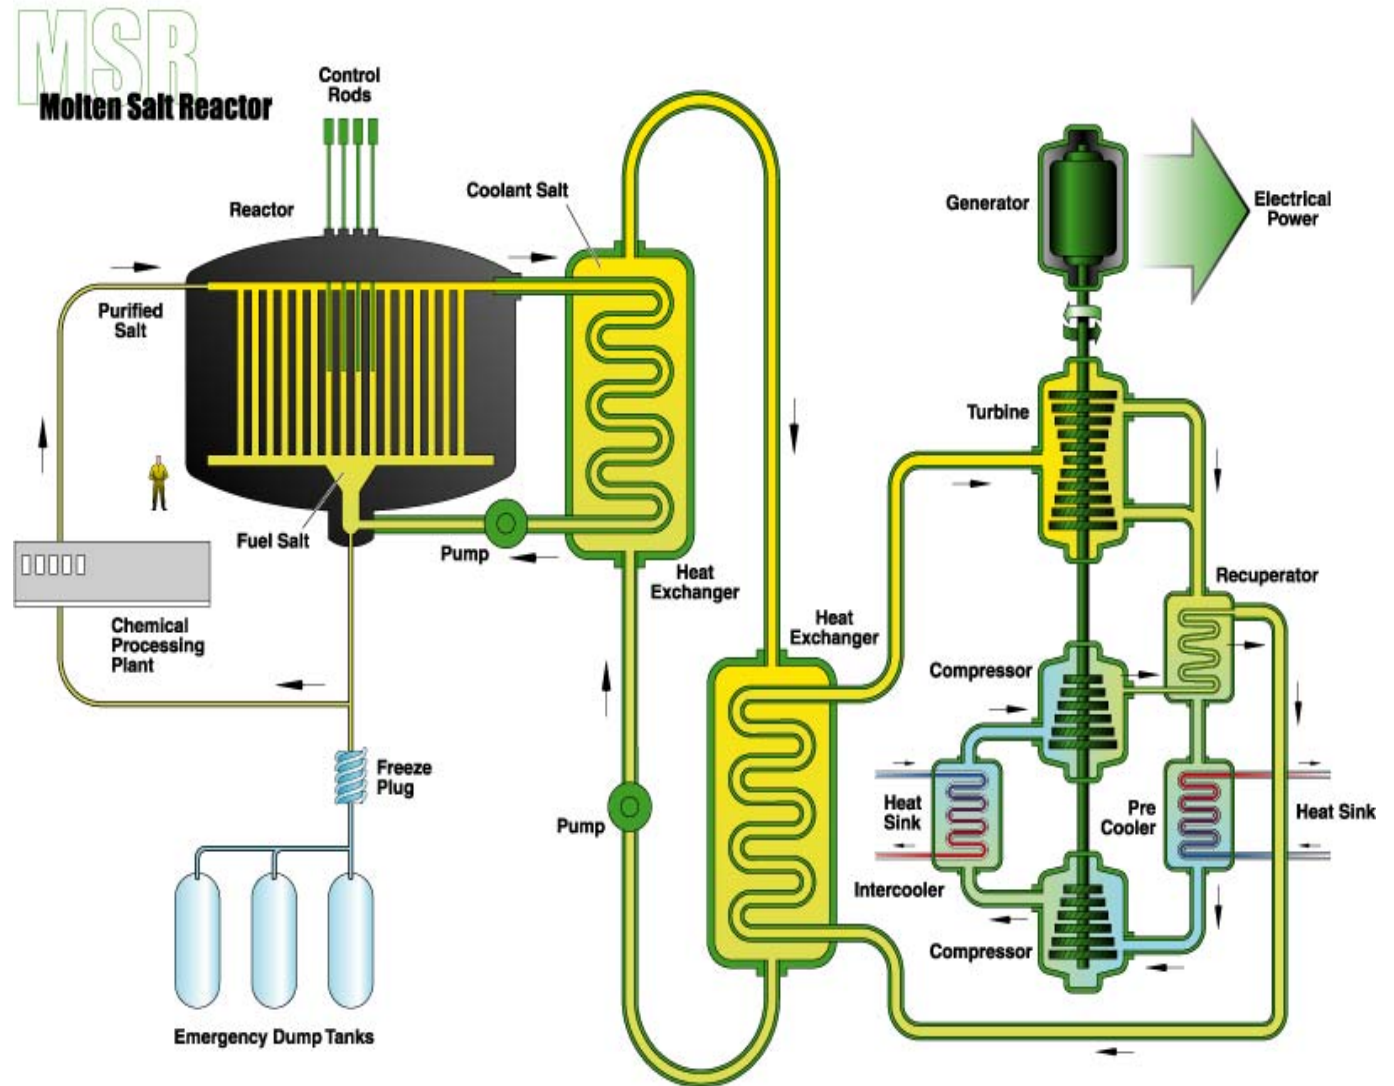 MSR
Molten Salt Reactor
Control
Rods
Reactor
Coolant Salt
Generator
Electrical
Power
Purified
Salt
Turbine
Fuel Salt
Pump
Heat
Exchanger
Recuperator
Chemical
Processing
Plant
Heat
Exchanger
Compressor
Freeze
Plug
Pump
Heat
Sink
Pre
Cooler
Heat Sink
Intercooler
Compressor
Emergency Dump Tanks